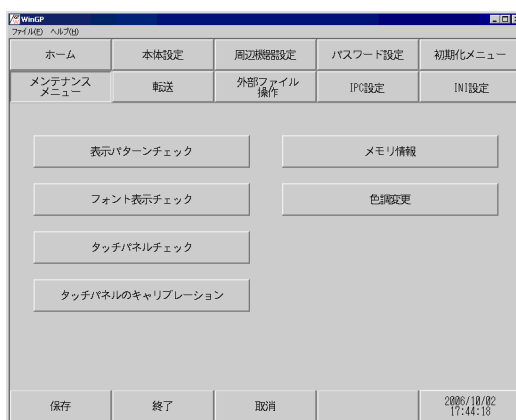 WinGP
ファイル(F) ヘルプ(H)
ホーム 本体設定 周辺機器設定 パスワード設定 初期化メニュー
メンテナンス
メニュー
転送
外部ファイル
操作
IPC設定 INI設定
表示パターンチェック メモリ情報
フォント表示チェック 色調変更
タッチパネルチェック
タッチパネルのキャリブレーション
保存 終了 取消
2006/10/02
17:44:18